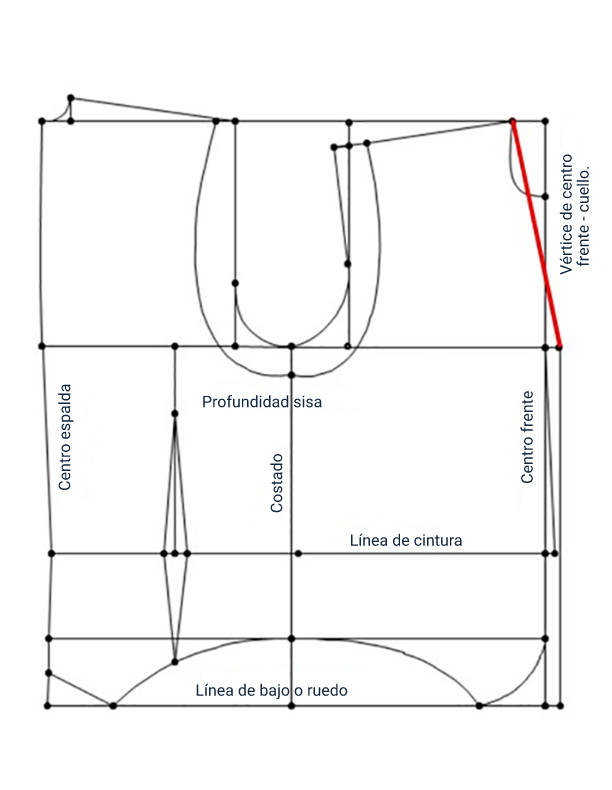 Vértice de centro
frente - cuello.
Centro espalda
Profundidad sisa
Centro frente
Costado
Línea de cintura
Línea de bajo o ruedo